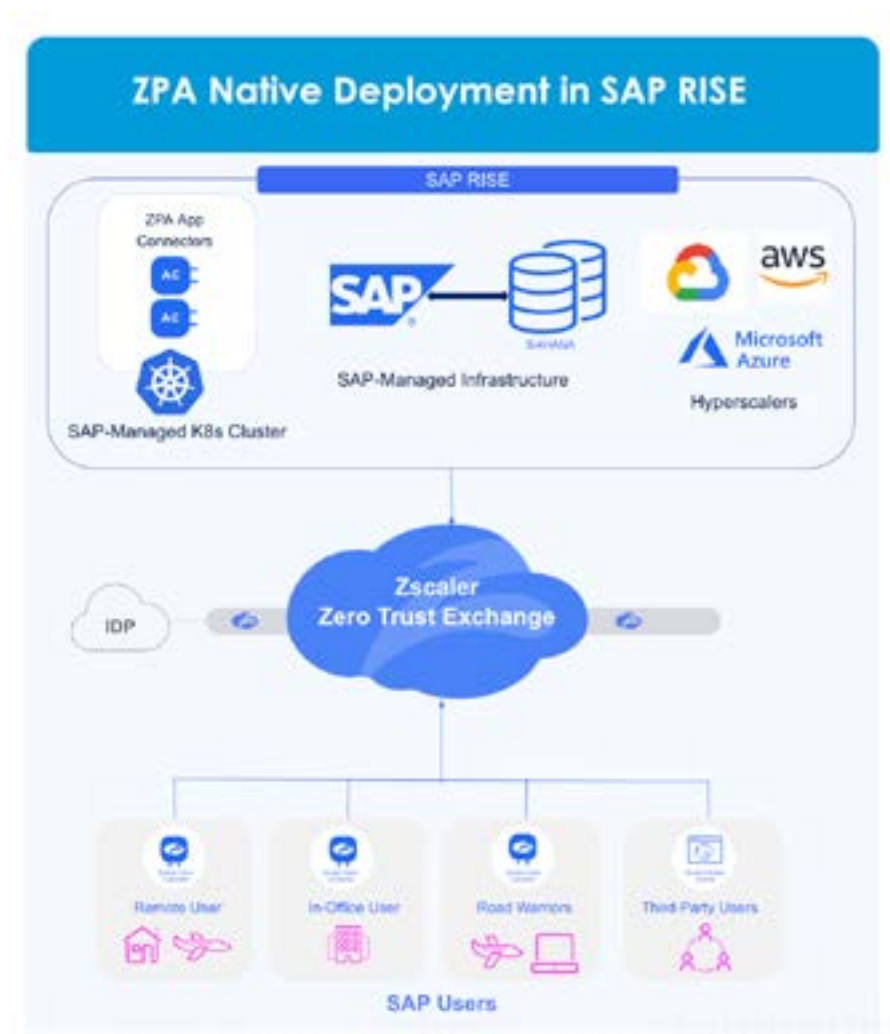 ZPA Native Deployment in SAP RISE
SAP RISE
ZPA App
Connectors
AC
AC
SAP-Managed K8s Cluster
SAP
®
S/4HANA
SAP-Managed Infrastructure
aws
Microsoft
Azure
Hyperscalers
Zscaler
Zero Trust Exchange
IDP
Remote User
In-Office User
Road Warriors
Third-Party Users
SAP Users